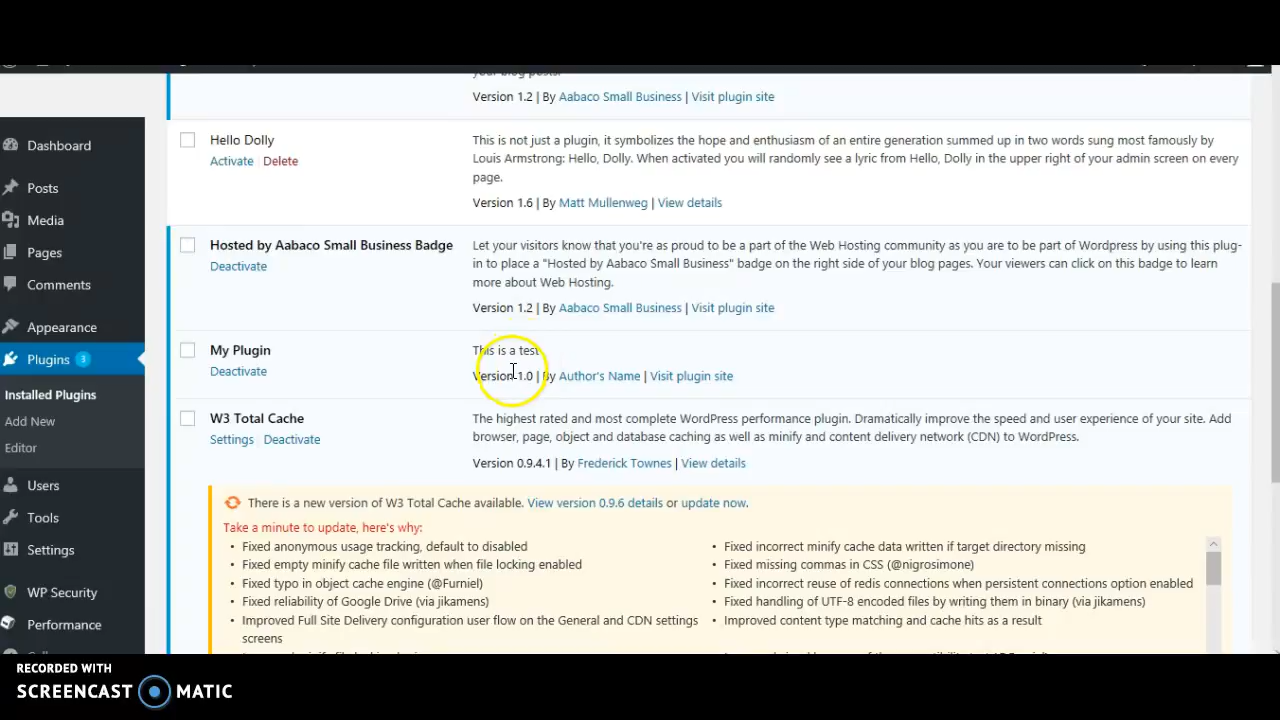 your blog posts.
Version 1.2 | By Aabaco Small Business | Visit plugin site
Dashboard
Posts
Media
Pages
Comments
Appearance
Plugins 3
Installed Plugins
Add New
Editor
Users
Tools
Settings
WP Security
Performance
Hello Dolly
Activate Delete
This is not just a plugin, it symbolizes the hope and enthusiasm of an entire generation summed up in two words sung most famously by
Louis Armstrong: Hello, Dolly. When activated you will randomly see a lyric from Hello, Dolly in the upper right of your admin screen on every
page.
Version 1.6 | By Matt Mullenweg | View details
Hosted by Aabaco Small Business Badge
Deactivate
Let your visitors know that you're as proud to be a part of the Web Hosting community as you are to be part of Wordpress by using this plug-
in to place a "Hosted by Aabaco Small Business" badge on the right side of your blog pages. Your viewers can click on this badge to learn
more about Web Hosting.
Version 1.2 | By Aabaco Small Business | Visit plugin site
My Plugin
Deactivate
This is a test
Version 1.0 | By Author's Name | Visit plugin site
W3 Total Cache
Settings Deactivate
The highest rated and most complete WordPress performance plugin. Dramatically improve the speed and user experience of your site. Add
browser, page, object and database caching as well as minify and content delivery network (CDN) to WordPress.
Version 0.9.4.1 | By Frederick Townes | View details
There is a new version of W3 Total Cache available. View version 0.9.6 details or update now.
Take a minute to update, here's why:
• Fixed anonymous usage tracking, default to disabled
• Fixed empty minify cache file written when file locking enabled
• Fixed typo in object cache engine (@Furniel)
• Fixed reliability of Google Drive (via jikamens)
• Improved Full Site Delivery configuration user flow on the General and CDN settings
screens
• Fixed incorrect minify cache data written if target directory missing
• Fixed missing commas in CSS (@nigrosimone)
• Fixed incorrect reuse of redis connections when persistent connections option enabled
• Fixed handling of UTF-8 encoded files by writing them in binary (via jikamens)
• Improved content type matching and cache hits as a result
RECORDED WITH
SCREENCAST MATIC